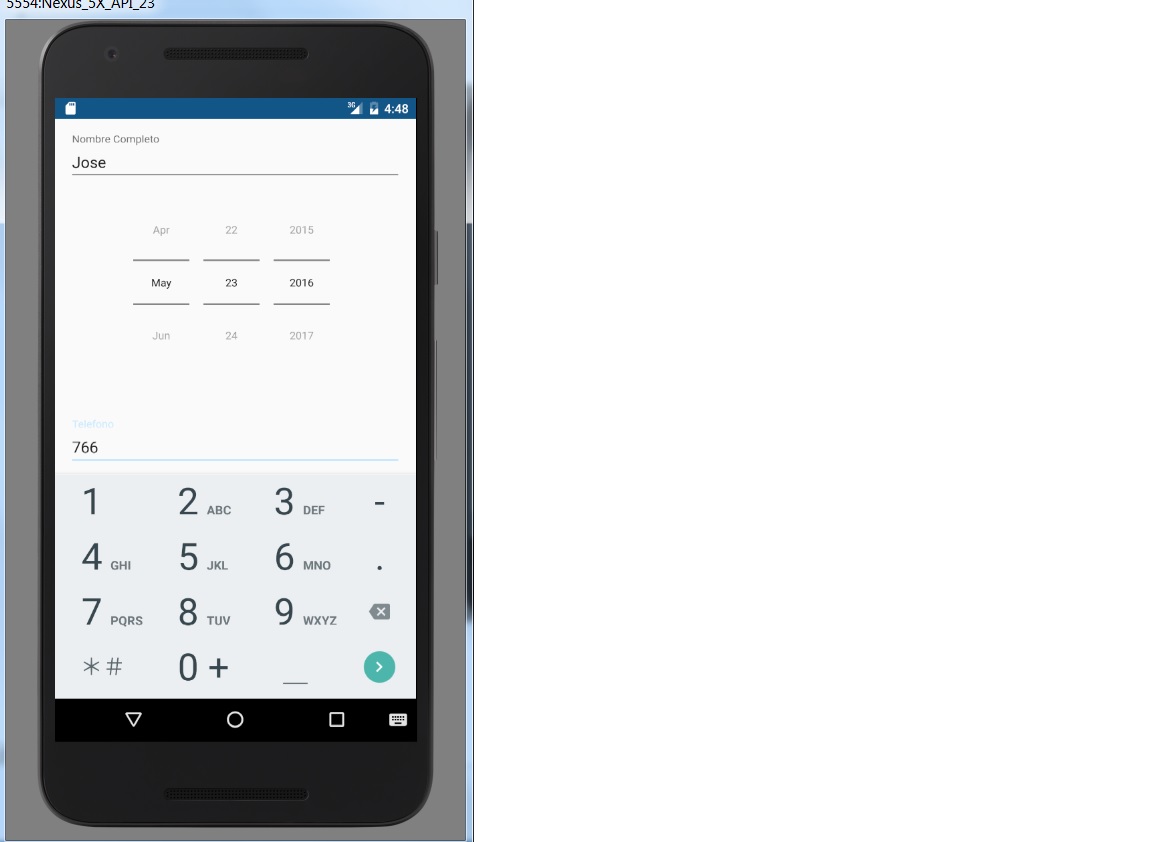 5554:Nexus_5X_API_23
3G 4:48
Nombre Completo
Jose
Apr 22 2015
May 23 2016
Jun 24 2017
Telefono
766
1 2 ABC 3 DEF -
4 GHI 5 JKL 6 MNO .
7 PQRS 8 TUV 9 WXYZ
*# 0 +